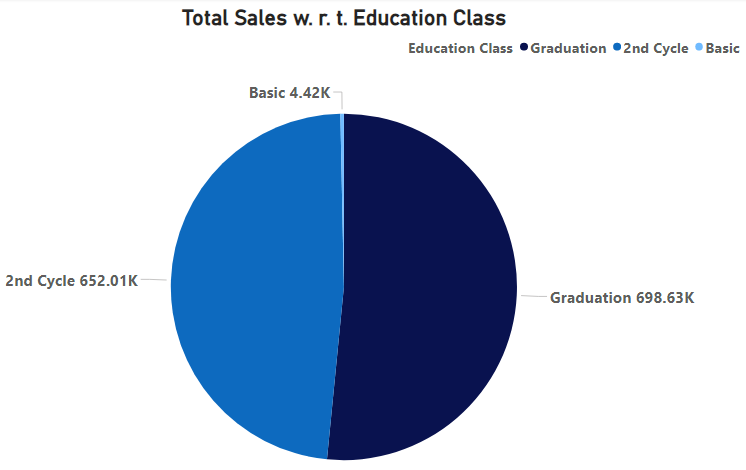 Total Sales w. r. t. Education Class
Education Class Graduation 2nd Cycle Basic
Basic 4.42K
2nd Cycle 652.01K
Graduation 698.63K